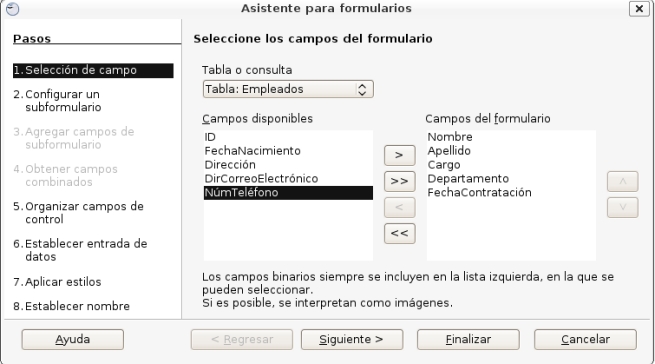 Asistente para formularios
Pasos
1.Selección de campo
2.Configurar un
subformulario
3.Agregar campos de
subformulario
4.Obtener campos
combinados
5.Organizar campos de
control
6.Establecer entrada de
datos
7.Aplicar estilos
8.Establecer nombre
Seleccione los campos del formulario
Tabla o consulta
Tabla: Empleados
Campos disponibles
ID
FechaNacimiento
Dirección
DirCorreoElectrónico
NúmTeléfono
>
>>
<
<<
Campos del formulario
Nombre
Apellido
Cargo
Departamento
FechaContratación
Los campos binarios siempre se incluyen en la lista izquierda, en la que se
pueden seleccionar.
Si es posible, se interpretan como imágenes.
Ayuda
< Regresar
Siguiente >
Finalizar
Cancelar